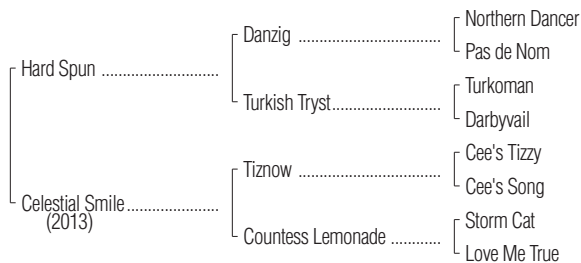 Northern Dancer
Danzig ........................................
Pas de Nom
Hard Spun .................................
Turkoman
Turkish Tryst..............................
Darbyvail
Cee's Tizzy
Tiznow ........................................
Cee's Song
Celestial Smile..........................
(2013)
Storm Cat
Countess Lemonade .............
Love Me True